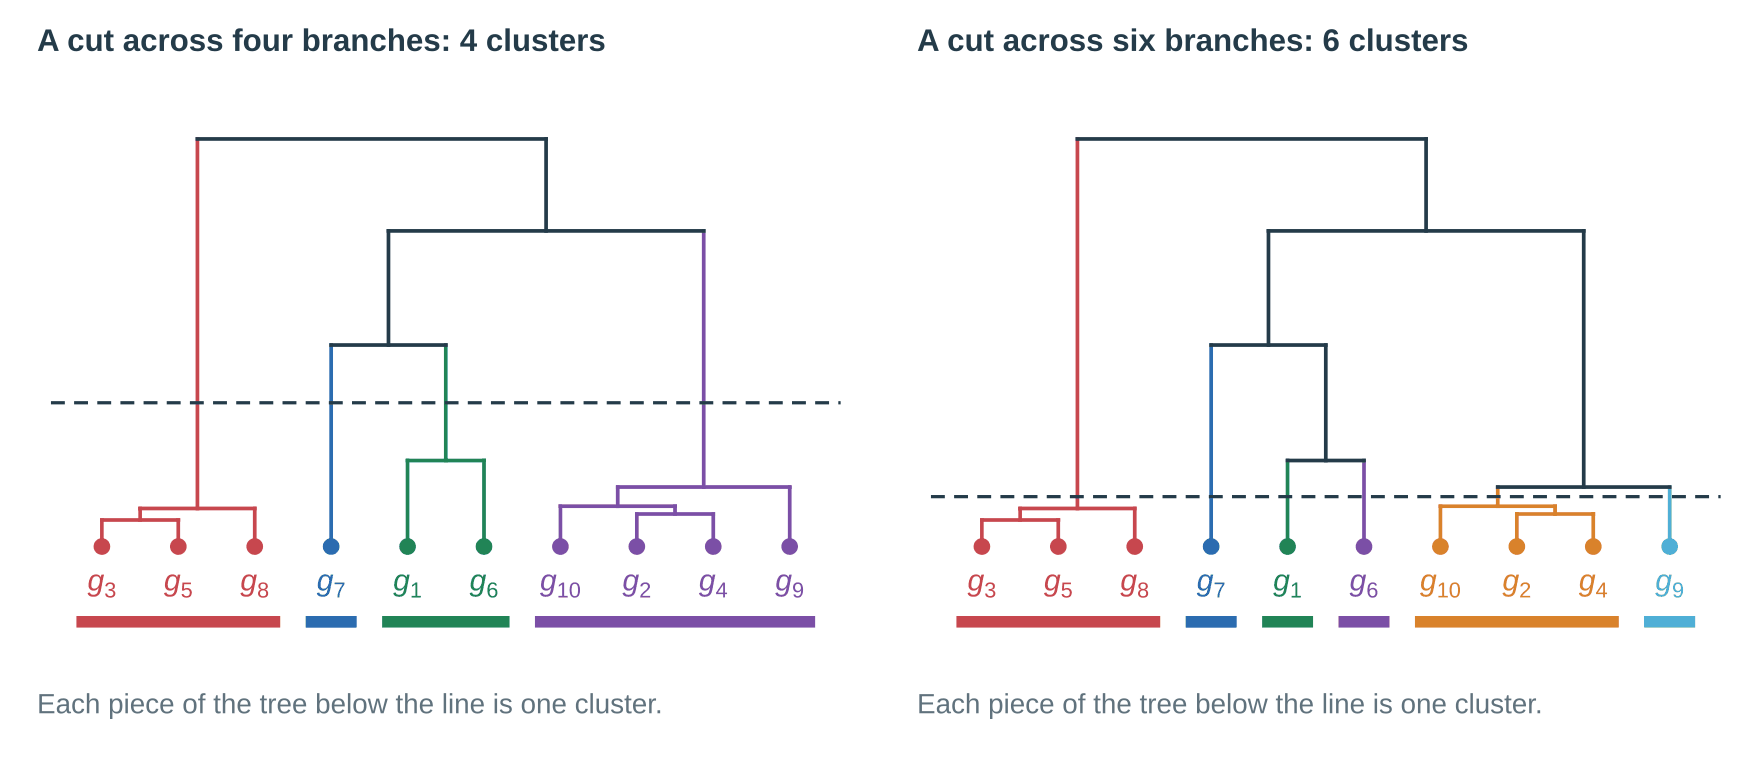 A cut across four branches: 4 clusters
g3 g5 g8 g7 g1 g6 g10 g2 g4 g9
Each piece of the tree below the line is one cluster.
A cut across six branches: 6 clusters
g3 g5 g8 g7 g1 g6 g10 g2 g4 g9
Each piece of the tree below the line is one cluster.